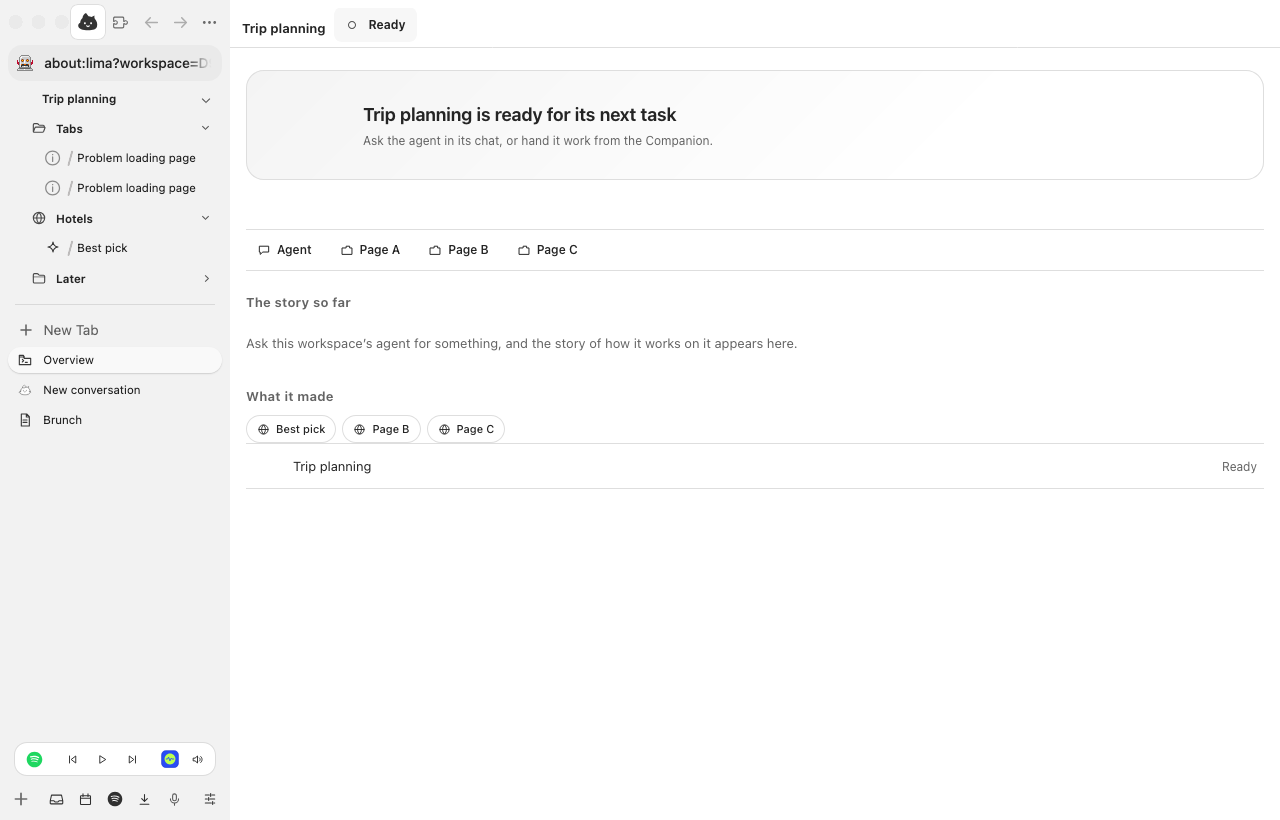 about:lima?workspace=D
Trip planning
Tabs
/ Problem loading page
/ Problem loading page
Hotels
/ Best pick
Later
New Tab
Overview
New conversation
Brunch
Trip planning
Ready
Trip planning is ready for its next task
Ask the agent in its chat, or hand it work from the Companion.
Agent Page A Page B Page C
The story so far
Ask this workspace's agent for something, and the story of how it works on it appears here.
What it made
Best pick Page B Page C
Trip planning Ready